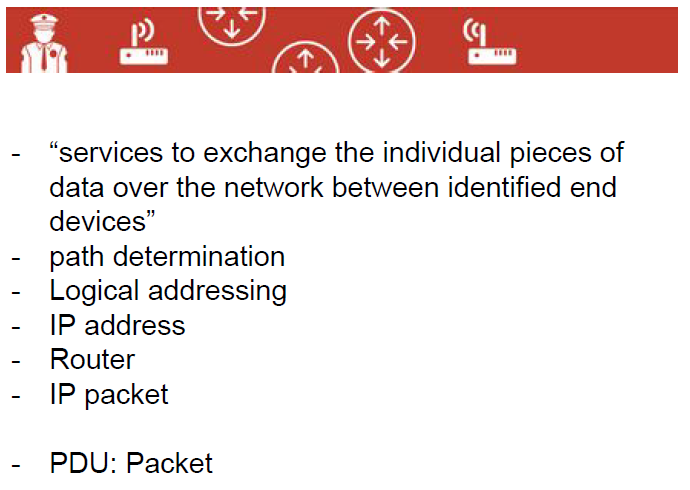 - “services to exchange the individual pieces of
data over the network between identified end
devices”
- path determination
- Logical addressing
- IP address
- Router
- IP packet
- PDU: Packet